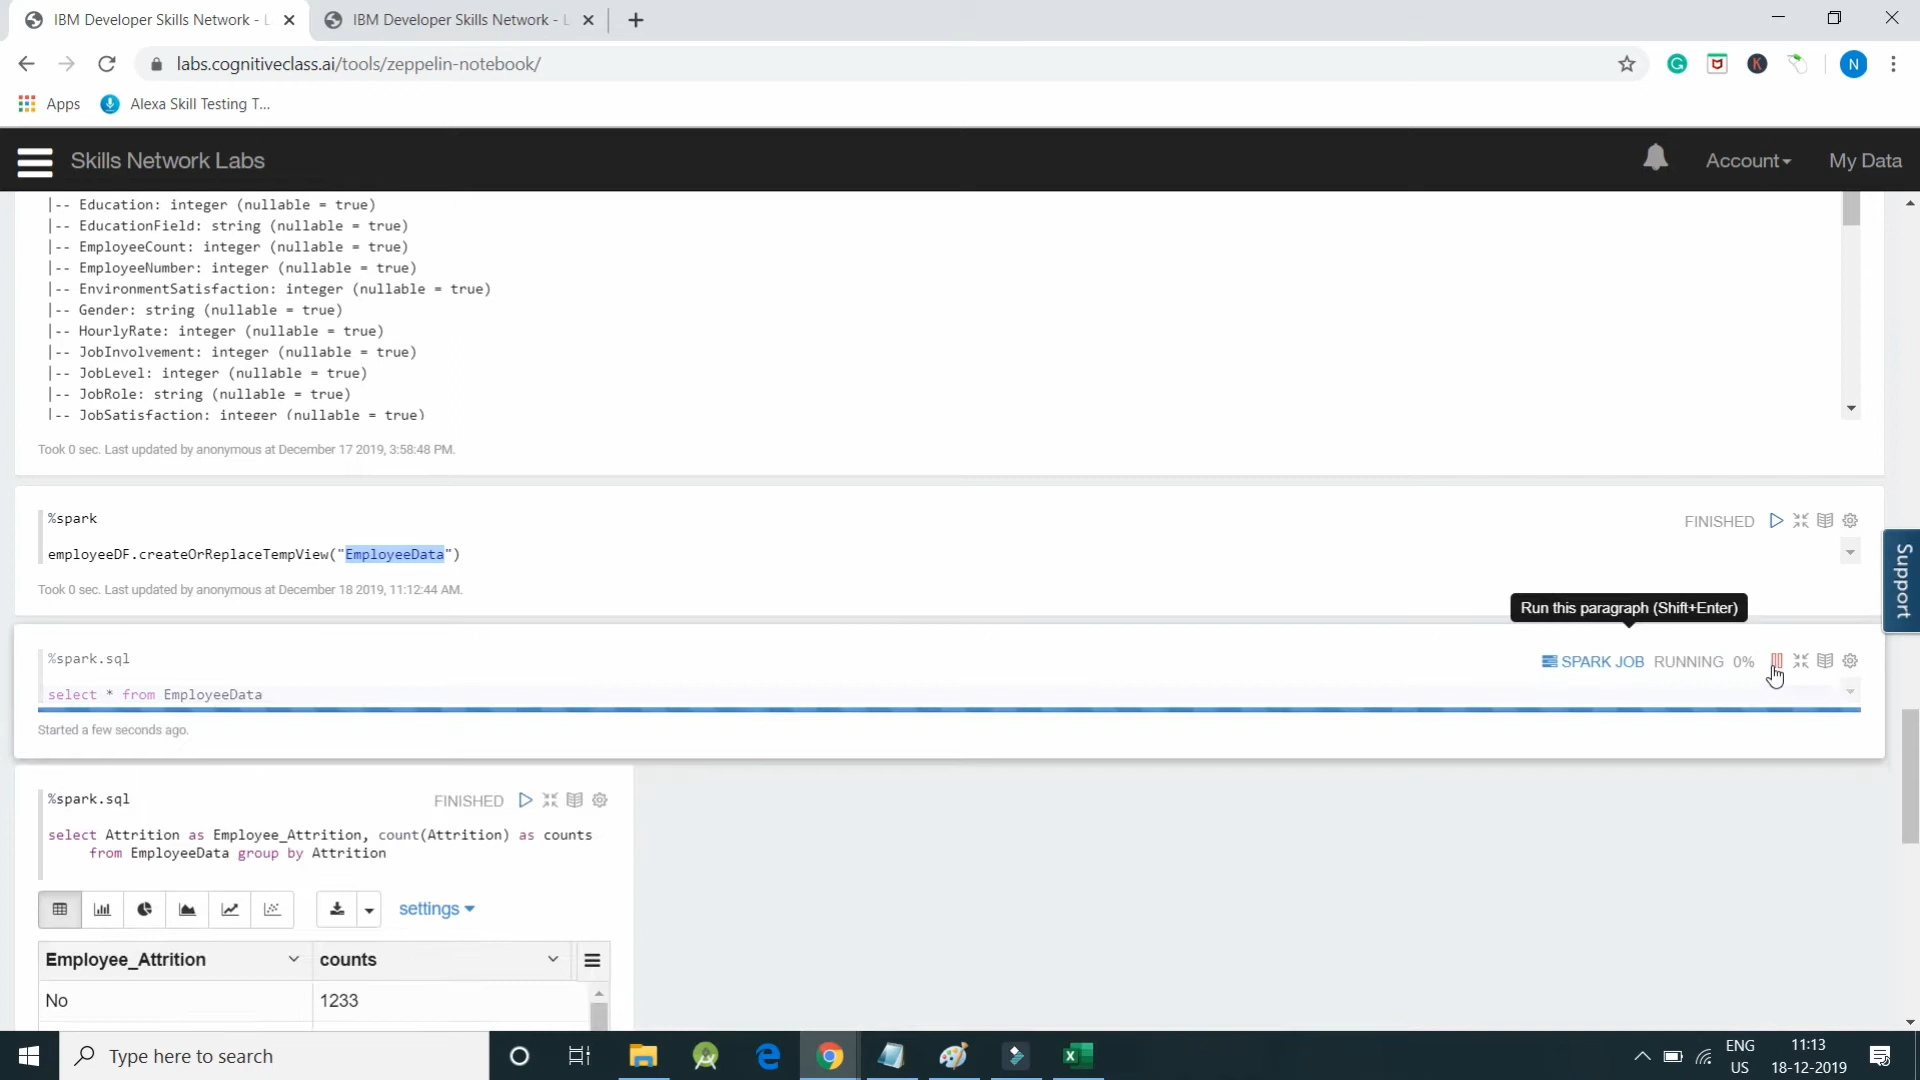 IBM Developer Skills Network - L
IBM Developer Skills Network - L
labs.cognitiveclass.ai/tools/zeppelin-notebook/
N
Apps
Alexa Skill Testing T...
Skills Network Labs
Account
My Data
|-- Education: integer (nullable = true)
|-- EducationField: string (nullable = true)
|-- EmployeeCount: integer (nullable = true)
|-- EmployeeNumber: integer (nullable = true)
|-- EnvironmentSatisfaction: integer (nullable = true)
|-- Gender: string (nullable = true)
|-- HourlyRate: integer (nullable = true)
|-- JobInvolvement: integer (nullable = true)
|-- JobLevel: integer (nullable = true)
|-- JobRole: string (nullable = true)
|-- JobSatisfaction: integer (nullable = true)
Took 0 sec. Last updated by anonymous at December 17 2019, 3:58:48 PM.
%spark
FINISHED
employeeDF.createOrReplaceTempView("EmployeeData")
Took 0 sec. Last updated by anonymous at December 18 2019, 11:12:44 AM.
Support
Run this paragraph (Shift+Enter)
%spark.sql
SPARK JOB RUNNING 0%
select * from EmployeeData
Started a few seconds ago.
%spark.sql
FINISHED
select Attrition as Employee_Attrition, count(Attrition) as counts
from EmployeeData group by Attrition
settings
Employee_Attrition counts
No 1233
Type here to search
ENG
US
11:13
18-12-2019